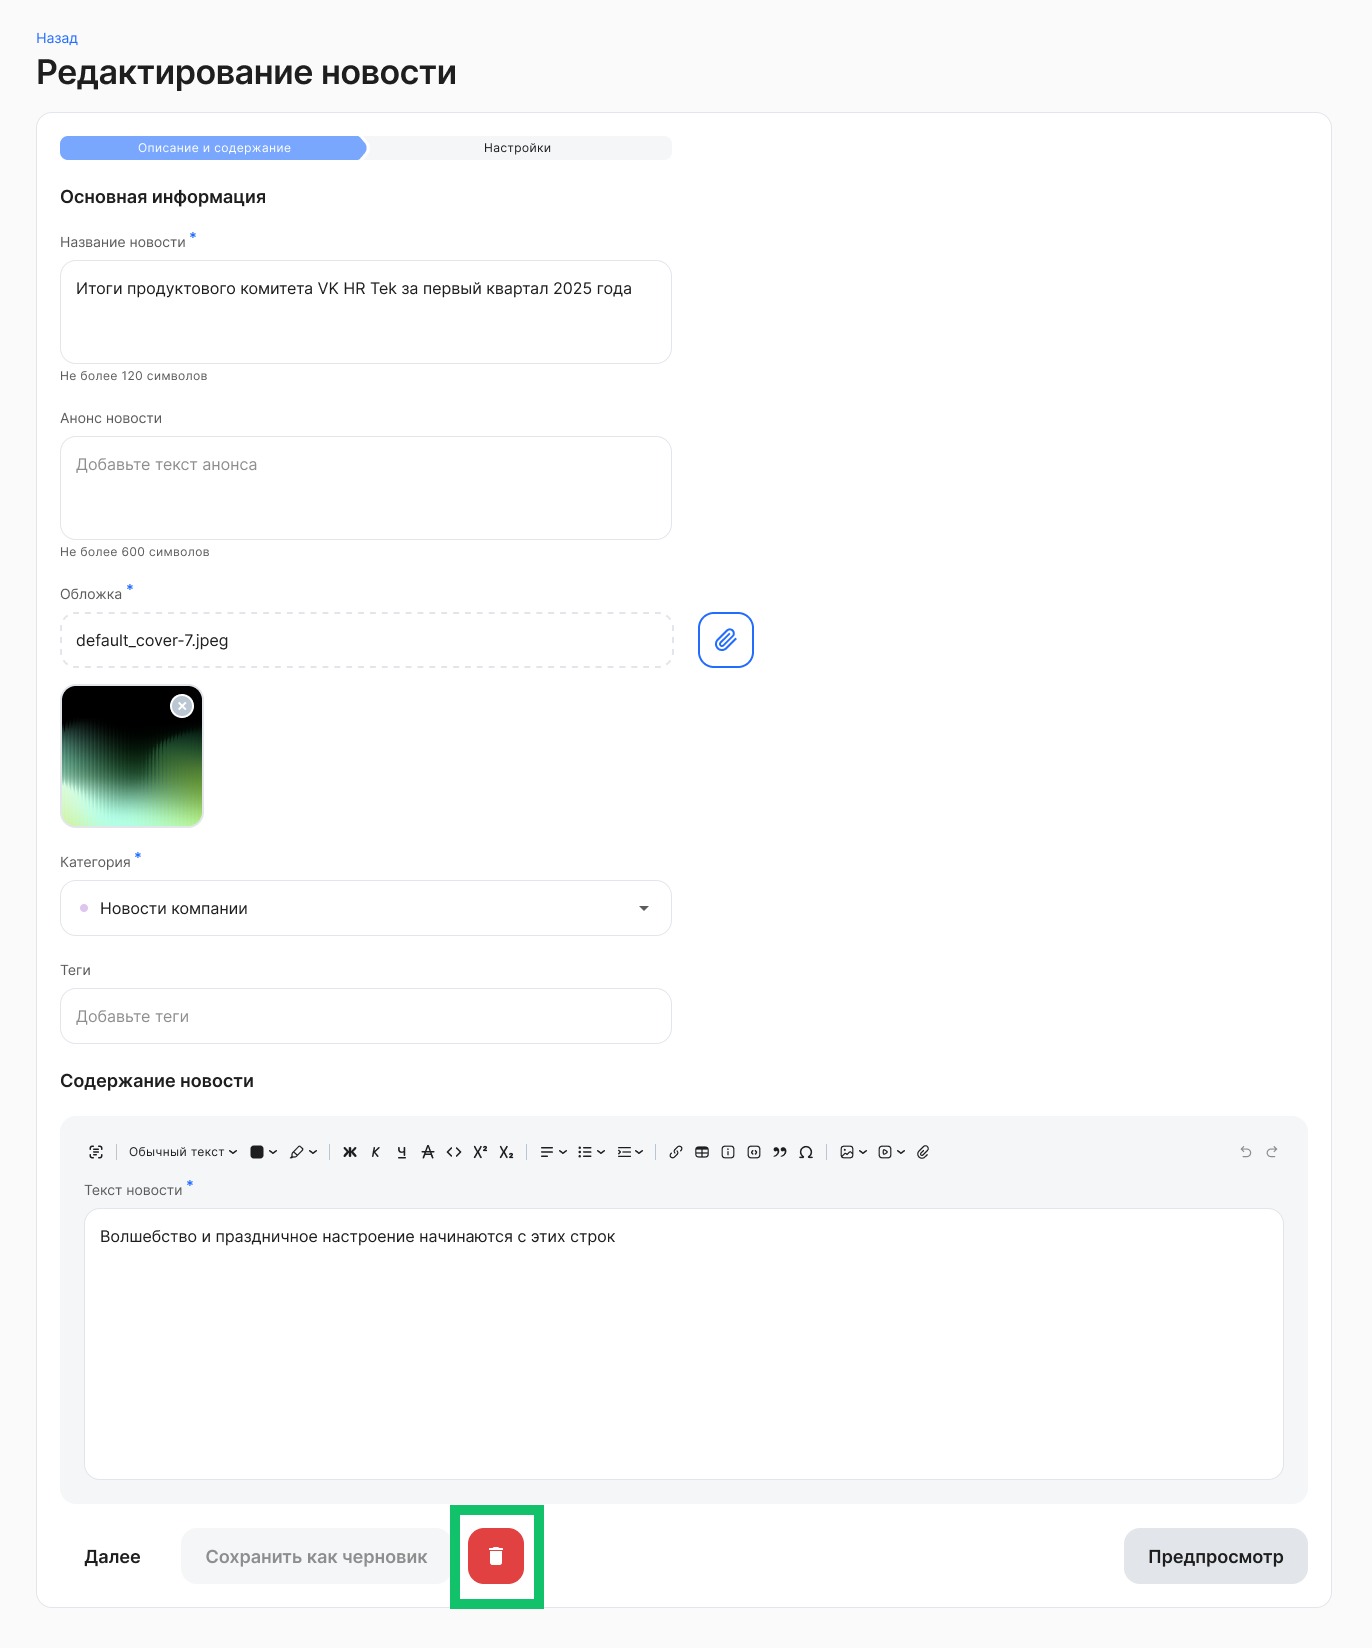 Назад
Редактирование новости
Описание и содержание
Настройки
Основная информация
Название новости *
Итоги продуктового комитета VK HR Tek за первый квартал 2025 года
Не более 120 символов
Анонс новости
Добавьте текст анонса
Не более 600 символов
Обложка *
default_cover-7.jpeg
Категория *
Новости компании
Теги
Добавьте теги
Содержание новости
Обычный текст Ж К Ч А <> X² X₂
Текст новости *
Волшебство и праздничное настроение начинаются с этих строк
Далее
Сохранить как черновик
Предпросмотр